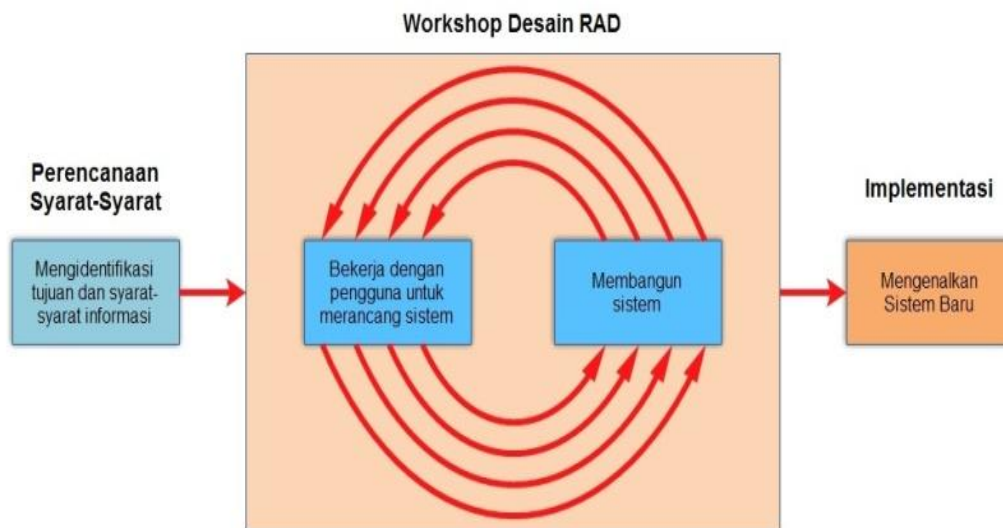 Workshop Desain RAD
Perencanaan
Syarat-Syarat
Mengidentifikasi
tujuan dan syarat-
syarat informasi
Bekerja dengan
pengguna untuk
merancang sistem
Membangun
sistem
Implementasi
Mengenalkan
Sistem Baru